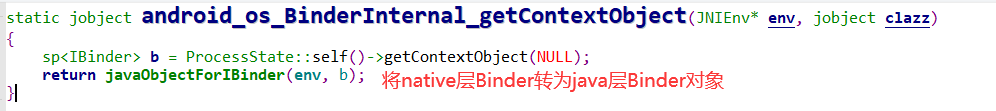 static jobject android_os_BinderInternal_getContextObject(JNIEnv* env, jobject clazz)
{
    sp<IBinder> b = ProcessState::self()->getContextObject(NULL);
    return javaObjectForIBinder(env, b); 将native层Binder转为java层Binder对象
}